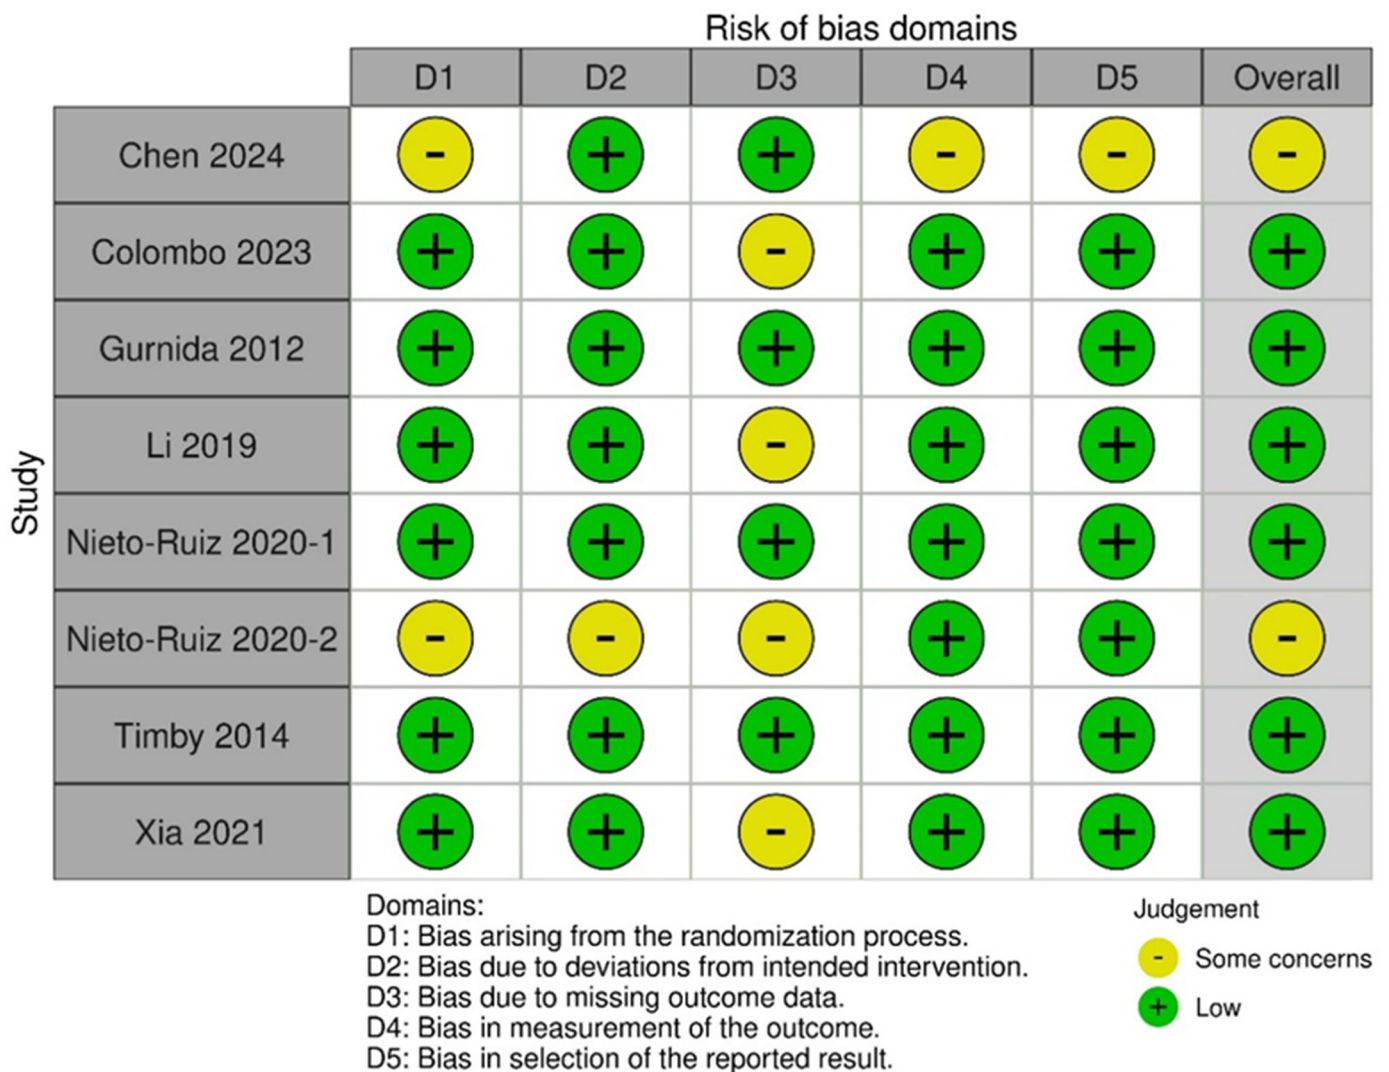 Risk of bias domains
D1 D2 D3 D4 D5 Overall
Study
Chen 2024 - + + - - -
Colombo 2023 + + - + + +
Gurnida 2012 + + + + + +
Li 2019 + + - + + +
Nieto-Ruiz 2020-1 + + + + + +
Nieto-Ruiz 2020-2 - - - + + -
Timby 2014 + + + + + +
Xia 2021 + + - + + +
Domains:
D1: Bias arising from the randomization process.
D2: Bias due to deviations from intended intervention.
D3: Bias due to missing outcome data.
D4: Bias in measurement of the outcome.
D5: Bias in selection of the reported result.
Judgement
- Some concerns
+ Low